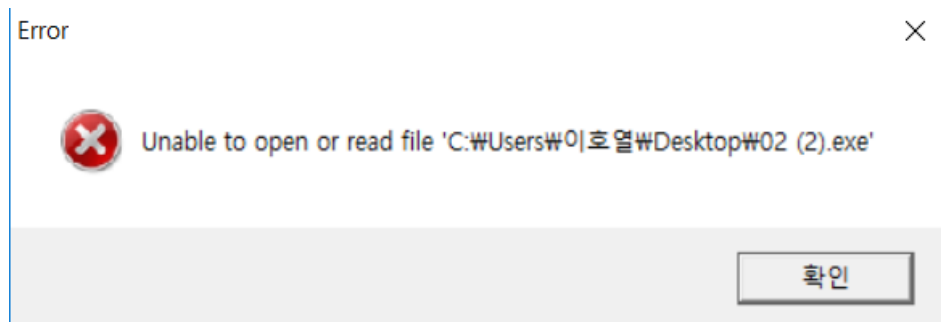 Error
Unable to open or read file 'C:₩Users₩이호열₩Desktop₩02 (2).exe'
확인